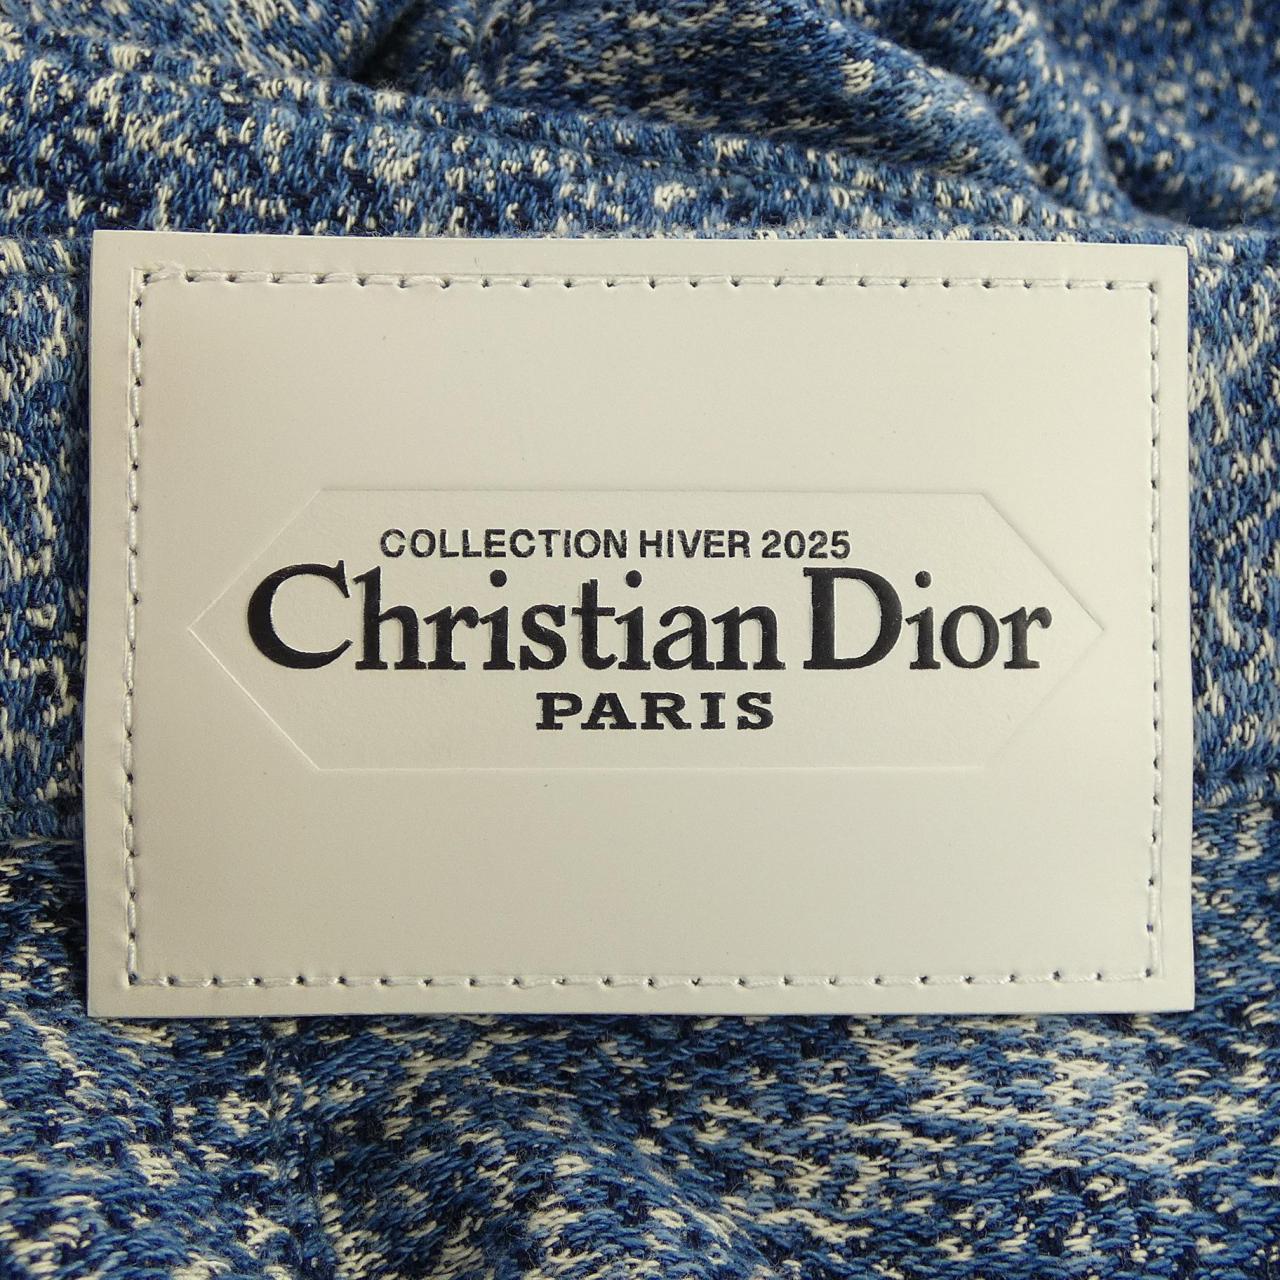 COLLECTION HIVER 2025
Christian Dior
PARIS